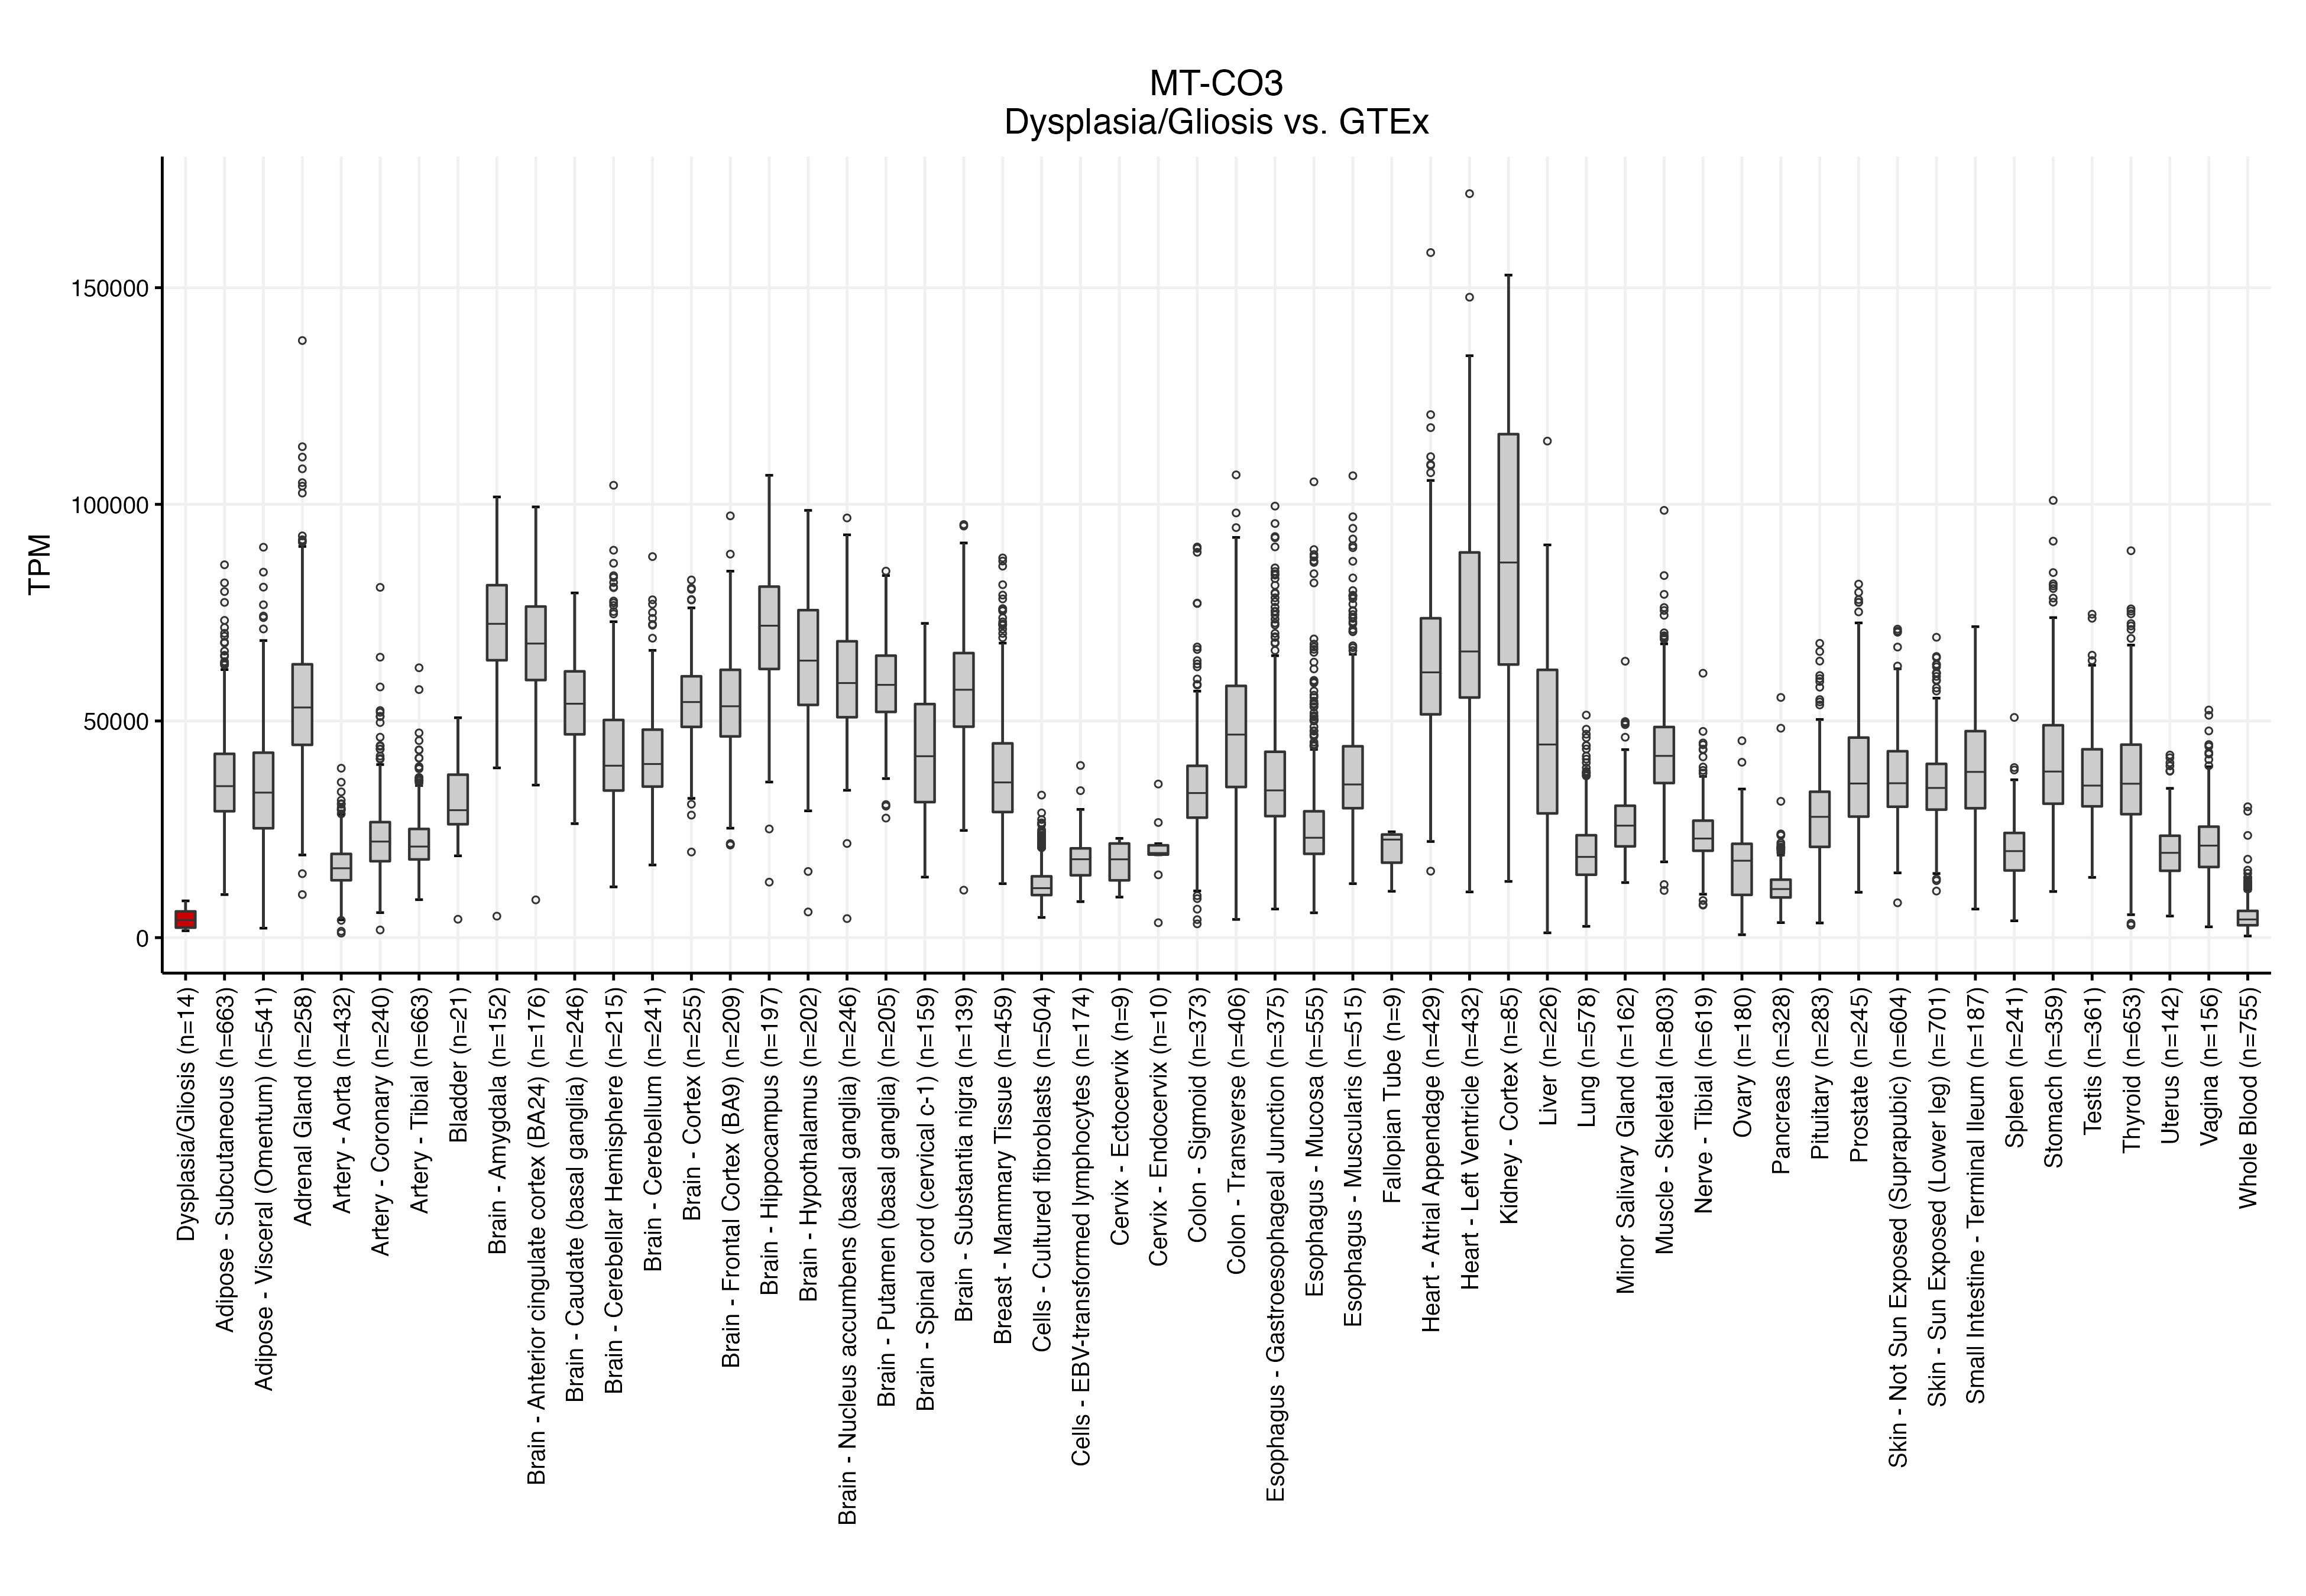 MT-CO3
Dysplasia/Gliosis vs. GTEx
TPM
150000
100000
50000
0
Dysplasia/Gliosis (n=14)
Adipose - Subcutaneous (n=663)
Adipose - Visceral (Omentum) (n=541)
Adrenal Gland (n=258)
Artery - Aorta (n=432)
Artery - Coronary (n=240)
Artery - Tibial (n=663)
Bladder (n=21)
Brain - Amygdala (n=152)
Brain - Anterior cingulate cortex (BA24) (n=176)
Brain - Caudate (basal ganglia) (n=246)
Brain - Cerebellar Hemisphere (n=215)
Brain - Cerebellum (n=241)
Brain - Cortex (n=255)
Brain - Frontal Cortex (BA9) (n=209)
Brain - Hippocampus (n=197)
Brain - Hypothalamus (n=202)
Brain - Nucleus accumbens (basal ganglia) (n=246)
Brain - Putamen (basal ganglia) (n=205)
Brain - Spinal cord (cervical c-1) (n=159)
Brain - Substantia nigra (n=139)
Breast - Mammary Tissue (n=459)
Cells - Cultured fibroblasts (n=504)
Cells - EBV-transformed lymphocytes (n=174)
Cervix - Ectocervix (n=9)
Cervix - Endocervix (n=10)
Colon - Sigmoid (n=373)
Colon - Transverse (n=406)
Esophagus - Gastroesophageal Junction (n=375)
Esophagus - Mucosa (n=555)
Esophagus - Muscularis (n=515)
Fallopian Tube (n=9)
Heart - Atrial Appendage (n=429)
Heart - Left Ventricle (n=432)
Kidney - Cortex (n=85)
Liver (n=226)
Lung (n=578)
Minor Salivary Gland (n=162)
Muscle - Skeletal (n=803)
Nerve - Tibial (n=619)
Ovary (n=180)
Pancreas (n=328)
Pituitary (n=283)
Prostate (n=245)
Skin - Not Sun Exposed (Suprapubic) (n=604)
Skin - Sun Exposed (Lower leg) (n=701)
Small Intestine - Terminal Ileum (n=187)
Spleen (n=241)
Stomach (n=359)
Testis (n=361)
Thyroid (n=653)
Uterus (n=142)
Vagina (n=156)
Whole Blood (n=755)